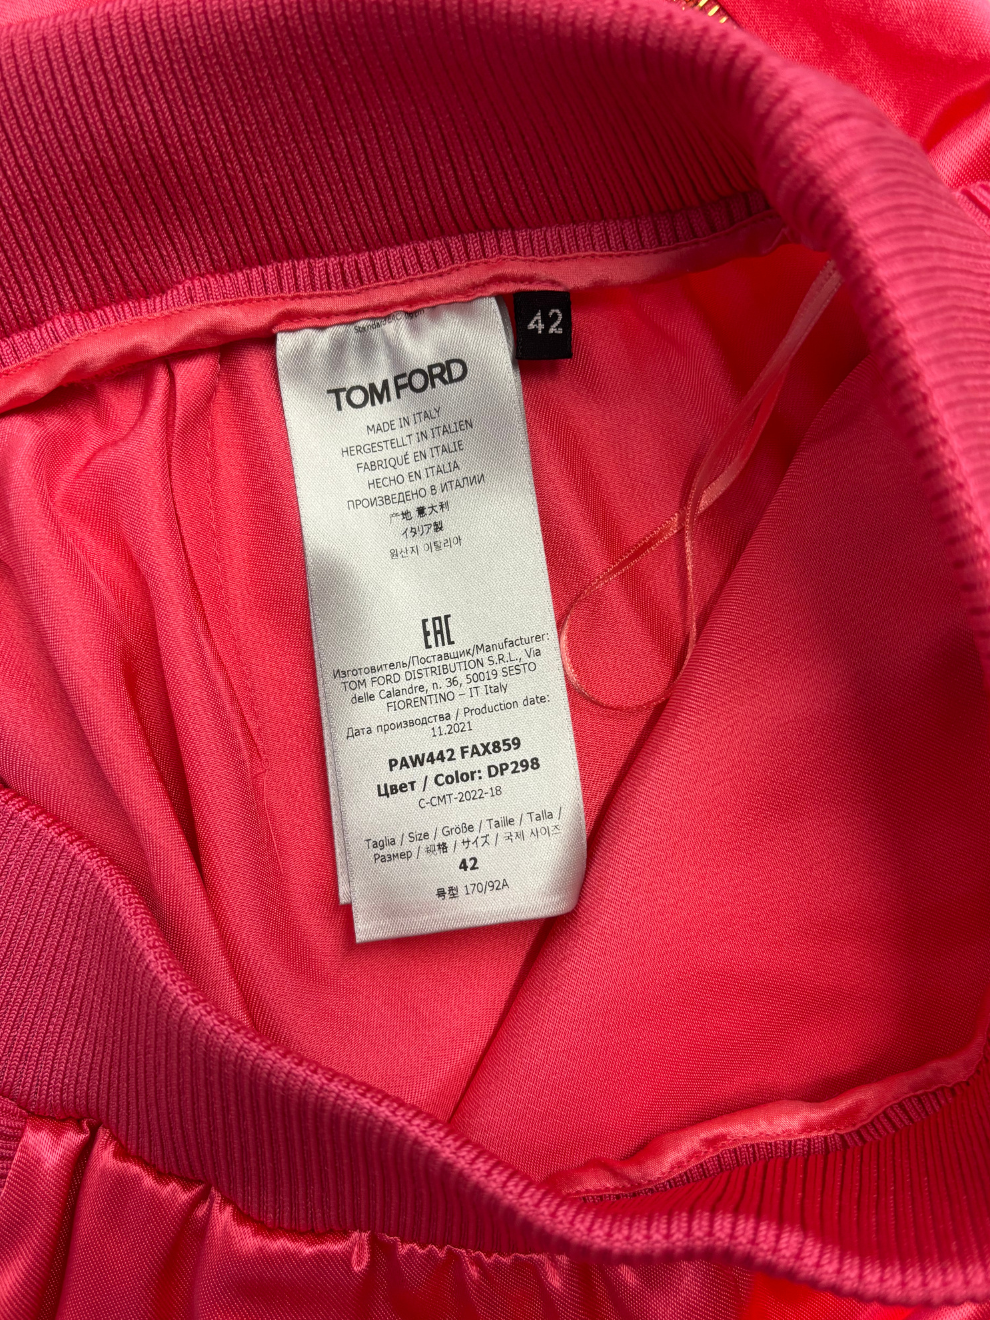 42
TOM FORD
MADE IN ITALY
HERGESTELLT IN ITALIEN
FABRIQUÉ EN ITALIE
HECHO EN ITALIA
ПРОИЗВЕДЕНО В ИТАЛИИ
产地 意大利
イタリア製
원산지 이탈리아
EAC
Изготовитель/Поставщик/Manufacturer:
TOM FORD DISTRIBUTION S.R.L., Via
delle Calandre, n. 36, 50019 SESTO
FIORENTINO – IT Italy
Дата производства / Production date:
11.2021
PAW442 FAX859
Цвет / Color: DP298
C-CMT-2022-18
Taglia / Size / Größe / Taille / Talla /
Размер / 规格 / サイズ / 국제 사이즈
42
号型 170/92A